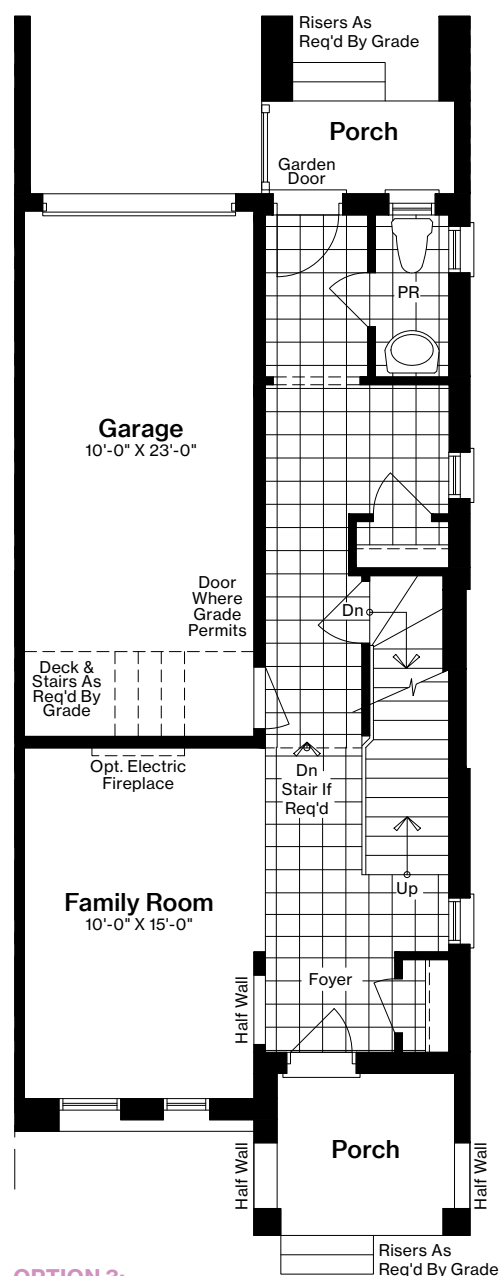 Risers As
Req'd By Grade
Porch
Garden
Door
PR
Garage
10'-0" X 23'-0"
Door
Where
Grade
Permits
Dn
Deck &
Stairs As
Req'd By
Grade
Opt. Electric
Fireplace
Dn
Stair If
Req'd
Up
Family Room
10'-0" X 15'-0"
Foyer
Half Wall
Porch
Half Wall
Half Wall
Risers As
Req'd By Grade
OPTION 2: